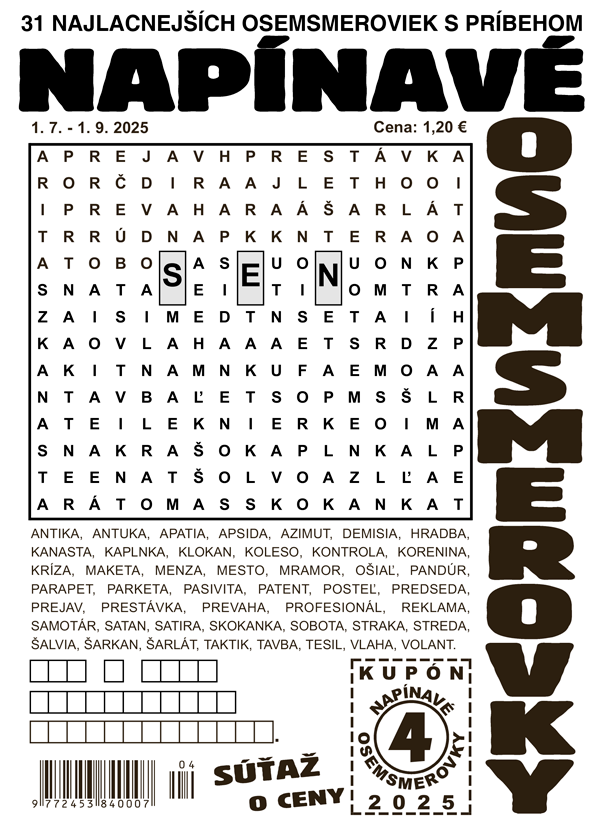 31 NAJLACNEJŠÍCH OSEMSMEROVIEK S PRÍBEHOM
NAPÍNAVÉ
OSEMSMEROVKY
1. 7. - 1. 9. 2025
Cena: 1,20 €
A P R E J A V H P R E S T Á V K A
R O R Č D I R A A J L E T H O O I
I P R E V A H A R A Á Š A R L Á T
T R R Ú D N A P K K N T E R A O A
A T O B O S A S E U O N U O N K P
S N A T A E I T I O M T R A
Z A I S I M E D T N S E T A I Í H
K A O V L A H A A A E T S R D Z P
A K I T N A M N K U F A E M O A A
N T A V B A Ľ E T S O P M S Š L R
A T E I L E K N I E R K E O I M A
S N A K R A Š O K A P L N K A L P
T E E N A T Š O L V O A Z L Ľ A E
A R Á T O M A S S K O K A N K A T
ANTIKA, ANTUKA, APATIA, APSIDA, AZIMUT, DEMISIA, HRADBA,
KANASTA, KAPLNKA, KLOKAN, KOLESO, KONTROLA, KORENINA,
KRÍZA, MAKETA, MENZA, MESTO, MRAMOR, OŠIAĽ, PANDÚR,
PARAPET, PARKETA, PASIVITA, PATENT, POSTEĽ, PREDSEDA,
PREJAV, PRESTÁVKA, PREVAHA, PROFESIONÁL, REKLAMA,
SAMOTÁR, SATAN, SATIRA, SKOKANKA, SOBOTA, STRAKA, STREDA,
ŠALVIA, ŠARKAN, ŠARLÁT, TAKTIK, TAVBA, TESIL, VLAHA, VOLANT.
.
KUPÓN
NAPÍNAVÉ
4
OSEMSMEROVKY
2025
04
9 772453 840007
SÚŤAŽ
O CENY